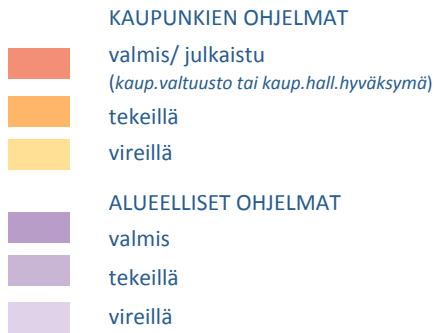 KAUPUNKIEN OHJELMAT
valmis/ julkaistu
(kaup.valtuusto tai kaup.hall.hyväksymä)
tekeillä
vireillä
ALUEELLISET OHJELMAT
valmis
tekeillä
vireillä